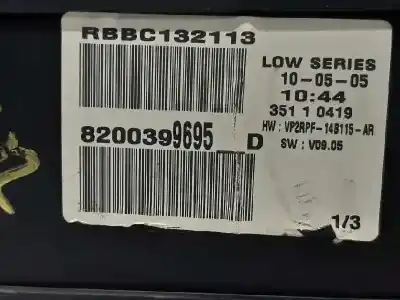 RBBC132113
LOW SERIES
10-05-05
10:44
351 1 0419
8200399695 D
HW : VP2RPF-14B115-AR
SW : V09.05
1/3